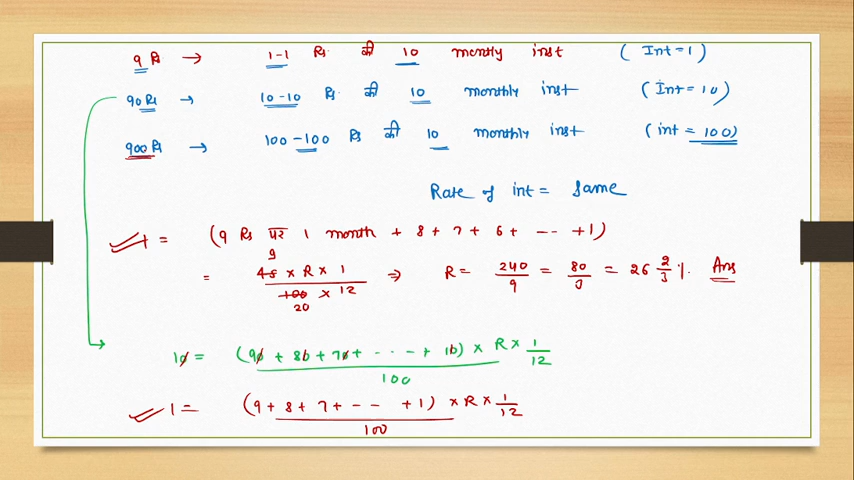 9 Rs → 1-1 Rs की 10 montly inst (Int = 1)
90 Rs → 10-10 Rs की 10 monthly inst (Int = 10)
900 Rs → 100-100 Rs की 10 monthly inst (int = 100)
Rate of int = Same
1 = (9 Rs पर 1 month + 8 + 7 + 6 + --- + 1)
9
= 45 × R × 1 / 100 × 12 ⇒ R = 240/9 = 80/3 = 26 2/3 %. Ans
20
10 = (90 + 80 + 70 + ---- + 10) × R × 1/12 / 100
1 = (9 + 8 + 7 + --- + 1) × R × 1/12 / 100